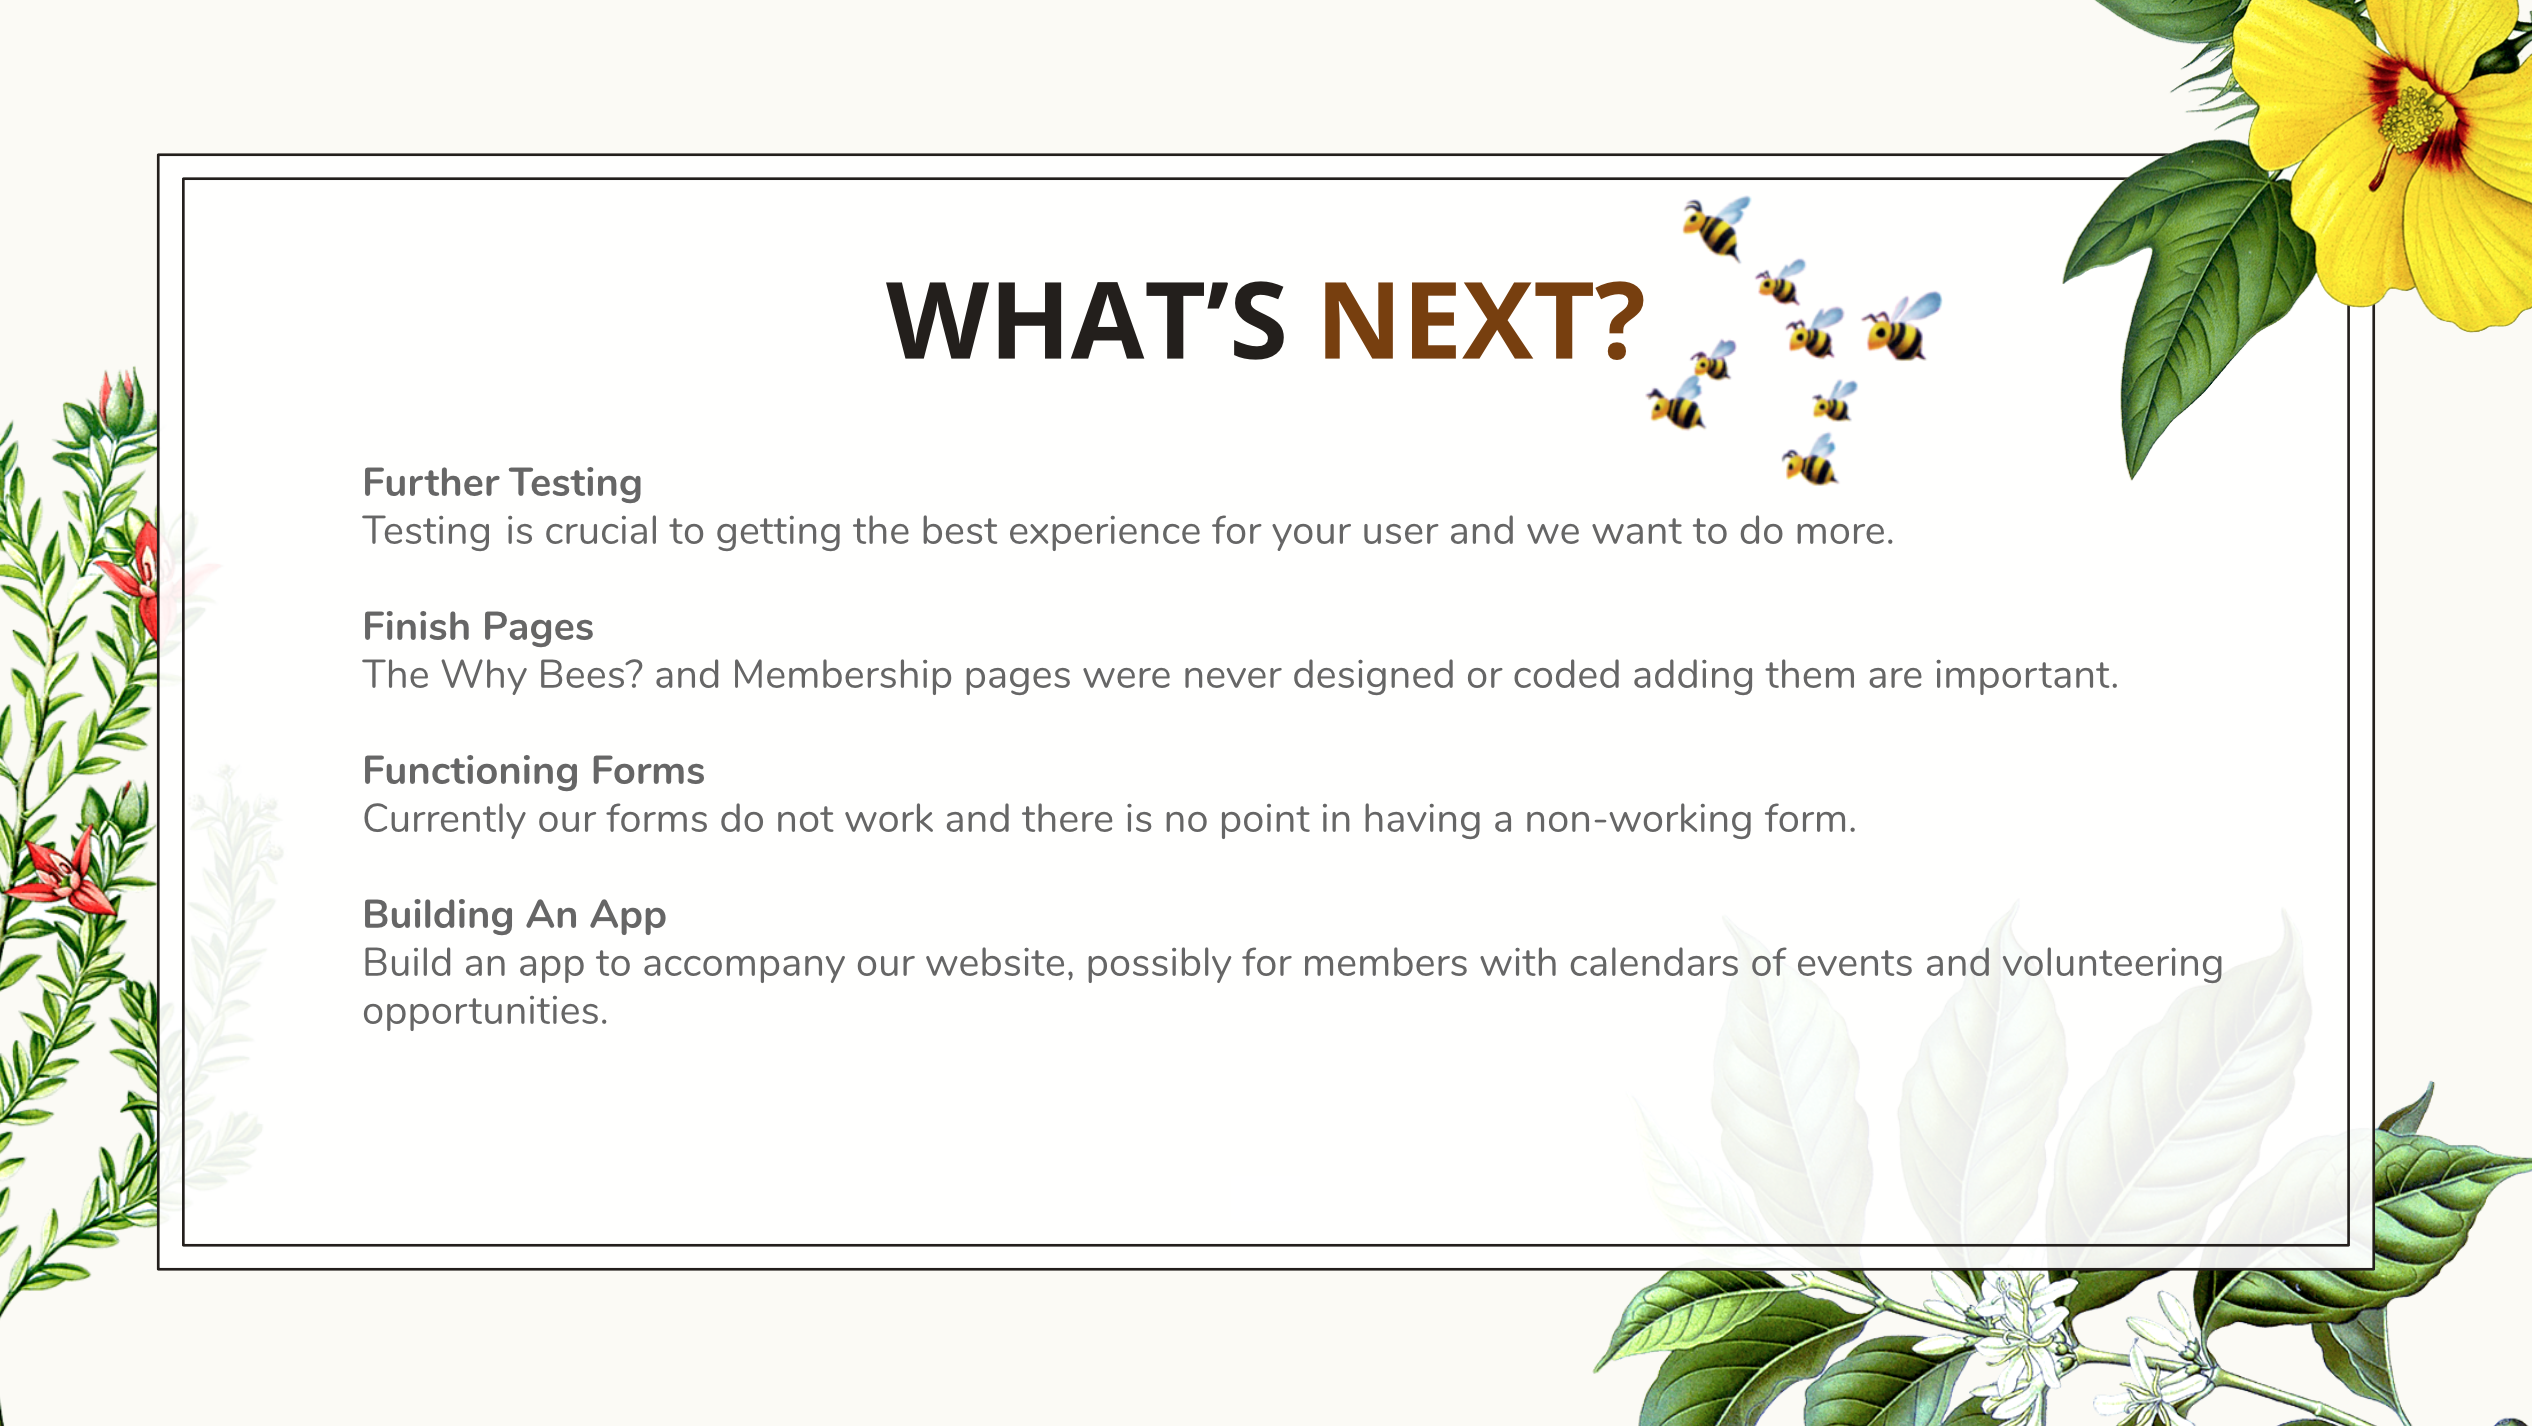 WHAT’S NEXT?
Further Testing
Testing is crucial to getting the best experience for your user and we want to do more.
Finish Pages
The Why Bees? and Membership pages were never designed or coded adding them are important.
Functioning Forms
Currently our forms do not work and there is no point in having a non-working form.
Building An App
Build an app to accompany our website, possibly for members with calendars of events and volunteering
opportunities.